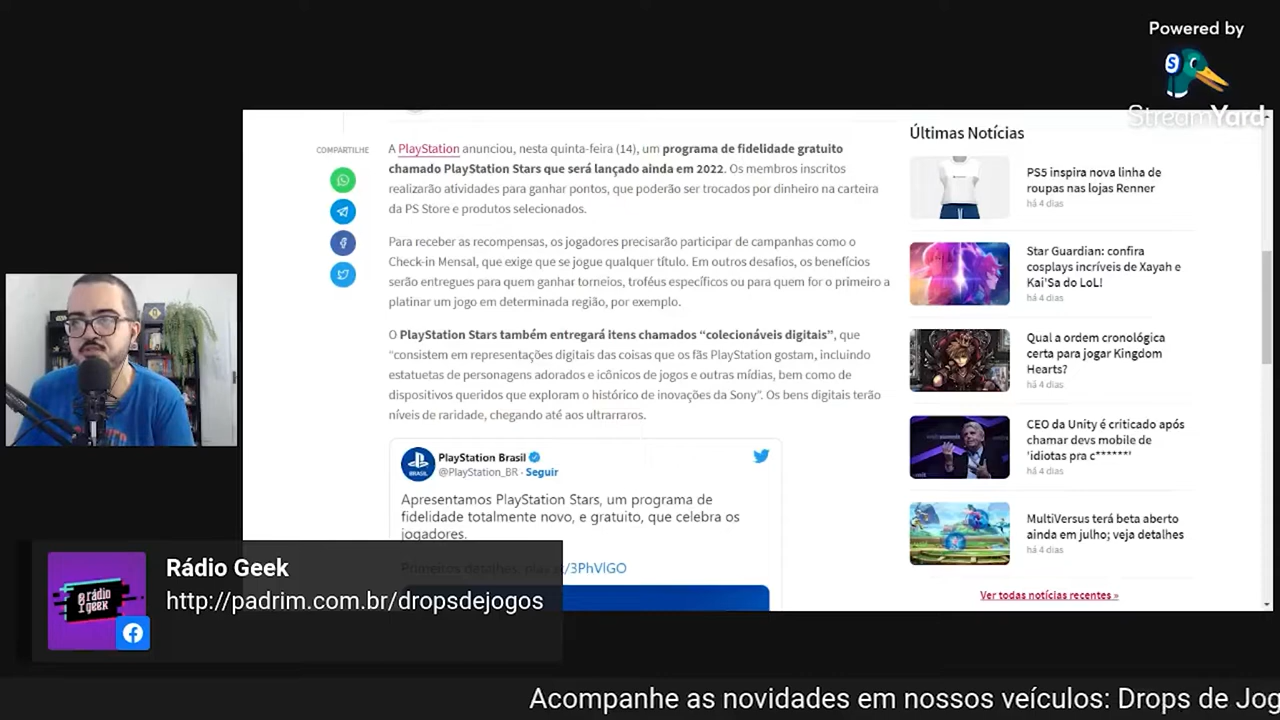 Powered by
StreamYard
COMPARTILHE
A PlayStation anunciou, nesta quinta-feira (14), um programa de fidelidade gratuito
chamado PlayStation Stars que será lançado ainda em 2022. Os membros inscritos
realizarão atividades para ganhar pontos, que poderão ser trocados por dinheiro na carteira
da PS Store e produtos selecionados.
Para receber as recompensas, os jogadores precisarão participar de campanhas como o
Check-in Mensal, que exige que se jogue qualquer título. Em outros desafios, os benefícios
serão entregues para quem ganhar torneios, troféus específicos ou para quem for o primeiro a
platinar um jogo em determinada região, por exemplo.
O PlayStation Stars também entregará itens chamados “colecionáveis digitais”, que
“consistem em representações digitais das coisas que os fãs PlayStation gostam, incluindo
estatuetas de personagens adorados e icônicos de jogos e outras mídias, bem como de
dispositivos queridos que exploram o histórico de inovações da Sony”. Os bens digitais terão
níveis de raridade, chegando até aos ultrarraros.
BRASIL
PlayStation Brasil
@PlayStation_BR · Seguir
Apresentamos PlayStation Stars, um programa de
fidelidade totalmente novo, e gratuito, que celebra os
jogadores.
Primeiros detalhes: play.st/3PhVlGO
Últimas Notícias
PS5 inspira nova linha de
roupas nas lojas Renner
há 4 dias
Star Guardian: confira
cosplays incríveis de Xayah e
Kai'Sa do LoL!
há 4 dias
Qual a ordem cronológica
certa para jogar Kingdom
Hearts?
há 4 dias
CEO da Unity é criticado após
chamar devs mobile de
'idiotas pra c******'
há 4 dias
MultiVersus terá beta aberto
ainda em julho; veja detalhes
há 4 dias
Ver todas notícias recentes »
rádio
geek
Rádio Geek
http://padrim.com.br/dropsdejogos
Acompanhe as novidades em nossos veículos: Drops de Jog